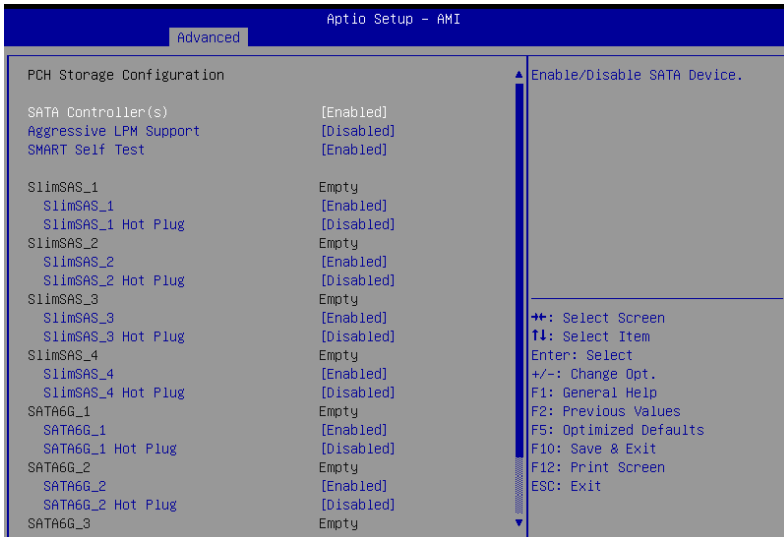 Aptio Setup – AMI
Advanced
PCH Storage Configuration
SATA Controller(s) [Enabled]
Aggressive LPM Support [Disabled]
SMART Self Test [Enabled]
SlimSAS_1 Empty
SlimSAS_1 [Enabled]
SlimSAS_1 Hot Plug [Disabled]
SlimSAS_2 Empty
SlimSAS_2 [Enabled]
SlimSAS_2 Hot Plug [Disabled]
SlimSAS_3 Empty
SlimSAS_3 [Enabled]
SlimSAS_3 Hot Plug [Disabled]
SlimSAS_4 Empty
SlimSAS_4 [Enabled]
SlimSAS_4 Hot Plug [Disabled]
SATA6G_1 Empty
SATA6G_1 [Enabled]
SATA6G_1 Hot Plug [Disabled]
SATA6G_2 Empty
SATA6G_2 [Enabled]
SATA6G_2 Hot Plug [Disabled]
SATA6G_3 Empty
Enable/Disable SATA Device.
→←: Select Screen
↑↓: Select Item
Enter: Select
+/-: Change Opt.
F1: General Help
F2: Previous Values
F5: Optimized Defaults
F10: Save & Exit
F12: Print Screen
ESC: Exit